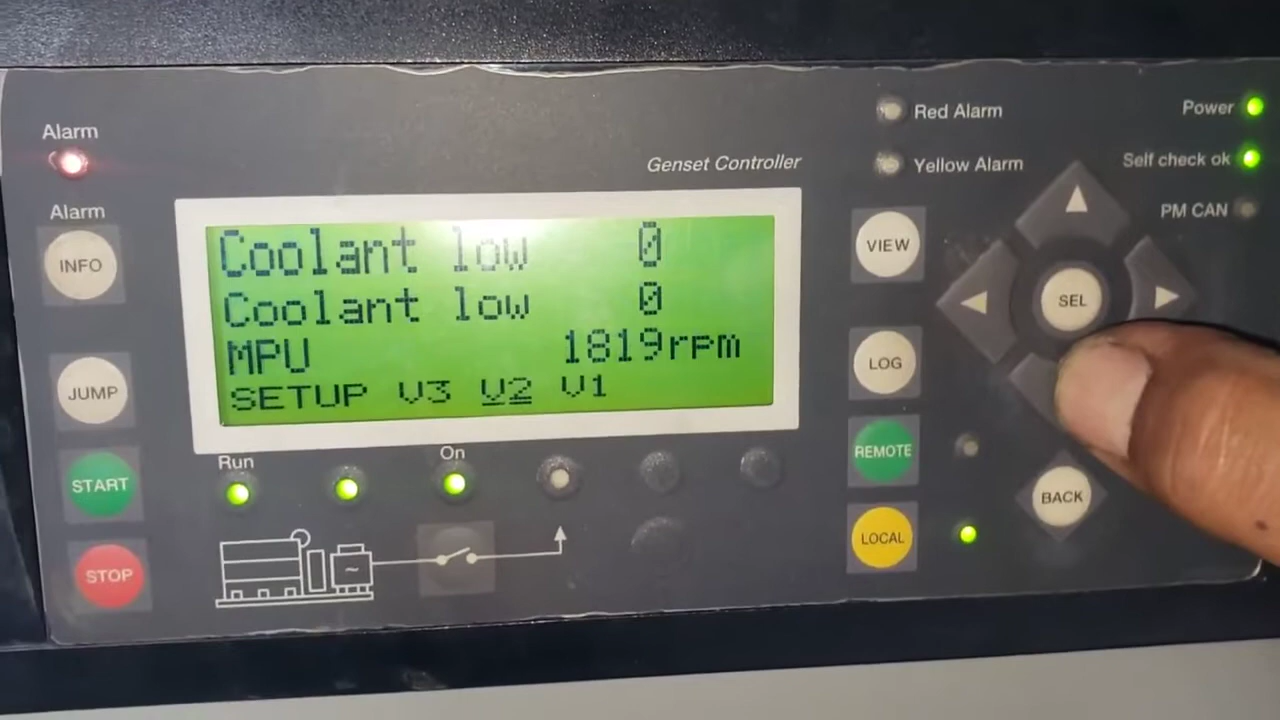 Alarm
Alarm
INFO
JUMP
START
STOP
Genset Controller
Coolant low 0
Coolant low 0
MPU 1819rpm
SETUP V3 V2 V1
Run
On
~
Red Alarm
Yellow Alarm
Power
Self check ok
PM CAN
VIEW
SEL
LOG
REMOTE
BACK
LOCAL